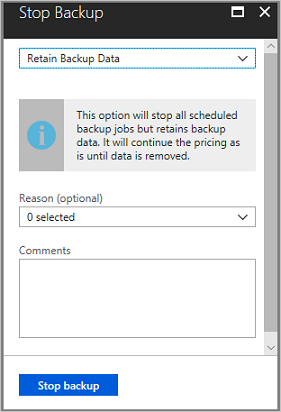 Stop Backup
Retain Backup Data
This option will stop all scheduled
backup jobs but retains backup
data. It will continue the pricing as
is until data is removed.
Reason (optional)
0 selected
Comments
Stop backup